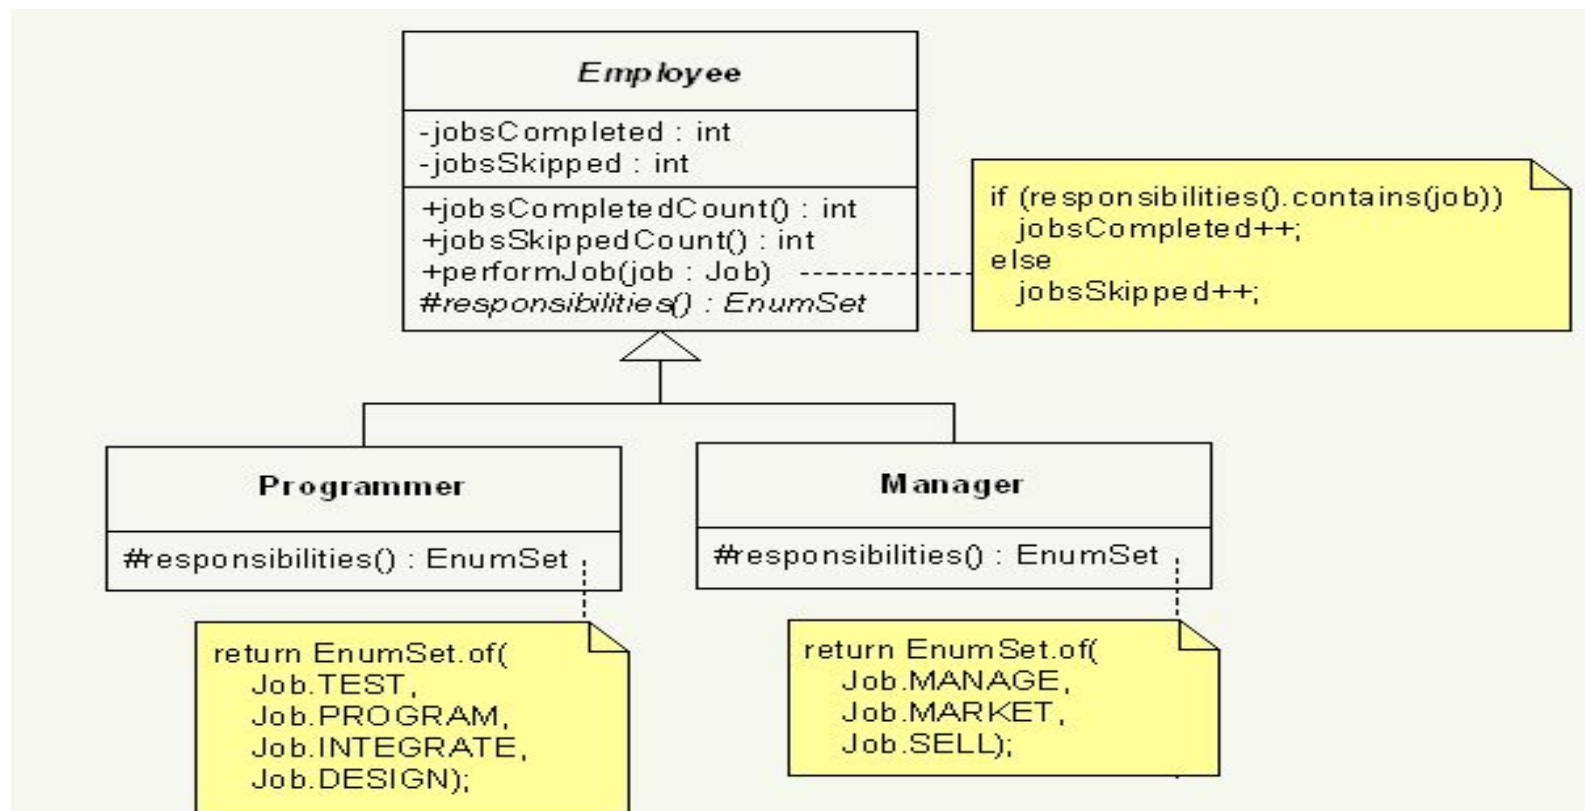 Employee
-jobsCompleted : int
-jobsSkipped : int
+jobsCompletedCount() : int
+jobsSkippedCount() : int
+performJob(job : Job)
#responsibilities() : EnumSet
if (responsibilities().contains(job))
jobsCompleted++;
else
jobsSkipped++;
Programmer
#responsibilities() : EnumSet
return EnumSet.of(
Job.TEST,
Job.PROGRAM,
Job.INTEGRATE,
Job.DESIGN);
Manager
#responsibilities() : EnumSet
return EnumSet.of(
Job.MANAGE,
Job.MARKET,
Job.SELL);